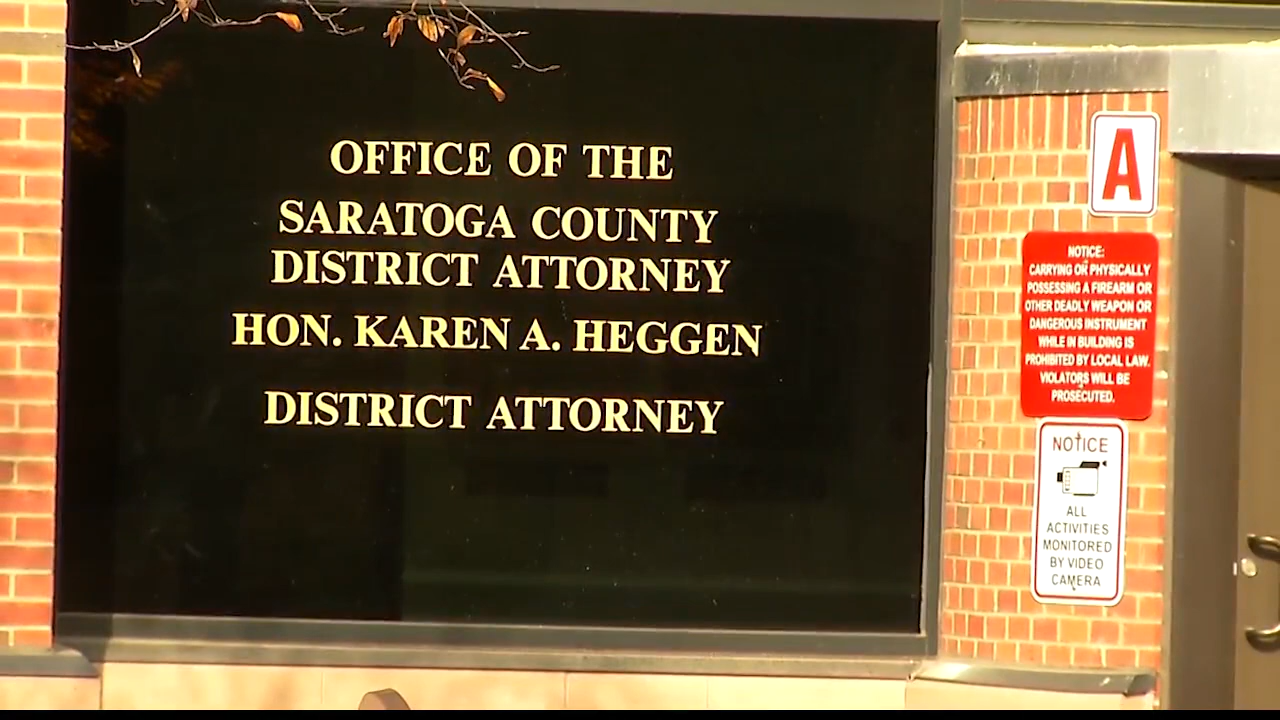 OFFICE OF THE
SARATOGA COUNTY
DISTRICT ATTORNEY
HON. KAREN A. HEGGEN
DISTRICT ATTORNEY
A
NOTICE:
CARRYING OR PHYSICALLY
POSSESSING A FIREARM OR
OTHER DEADLY WEAPON OR
DANGEROUS INSTRUMENT
WHILE IN BUILDING IS
PROHIBITED BY LOCAL LAW.
VIOLATORS WILL BE
PROSECUTED.
NOTICE
ALL
ACTIVITIES
MONITORED
BY VIDEO
CAMERA